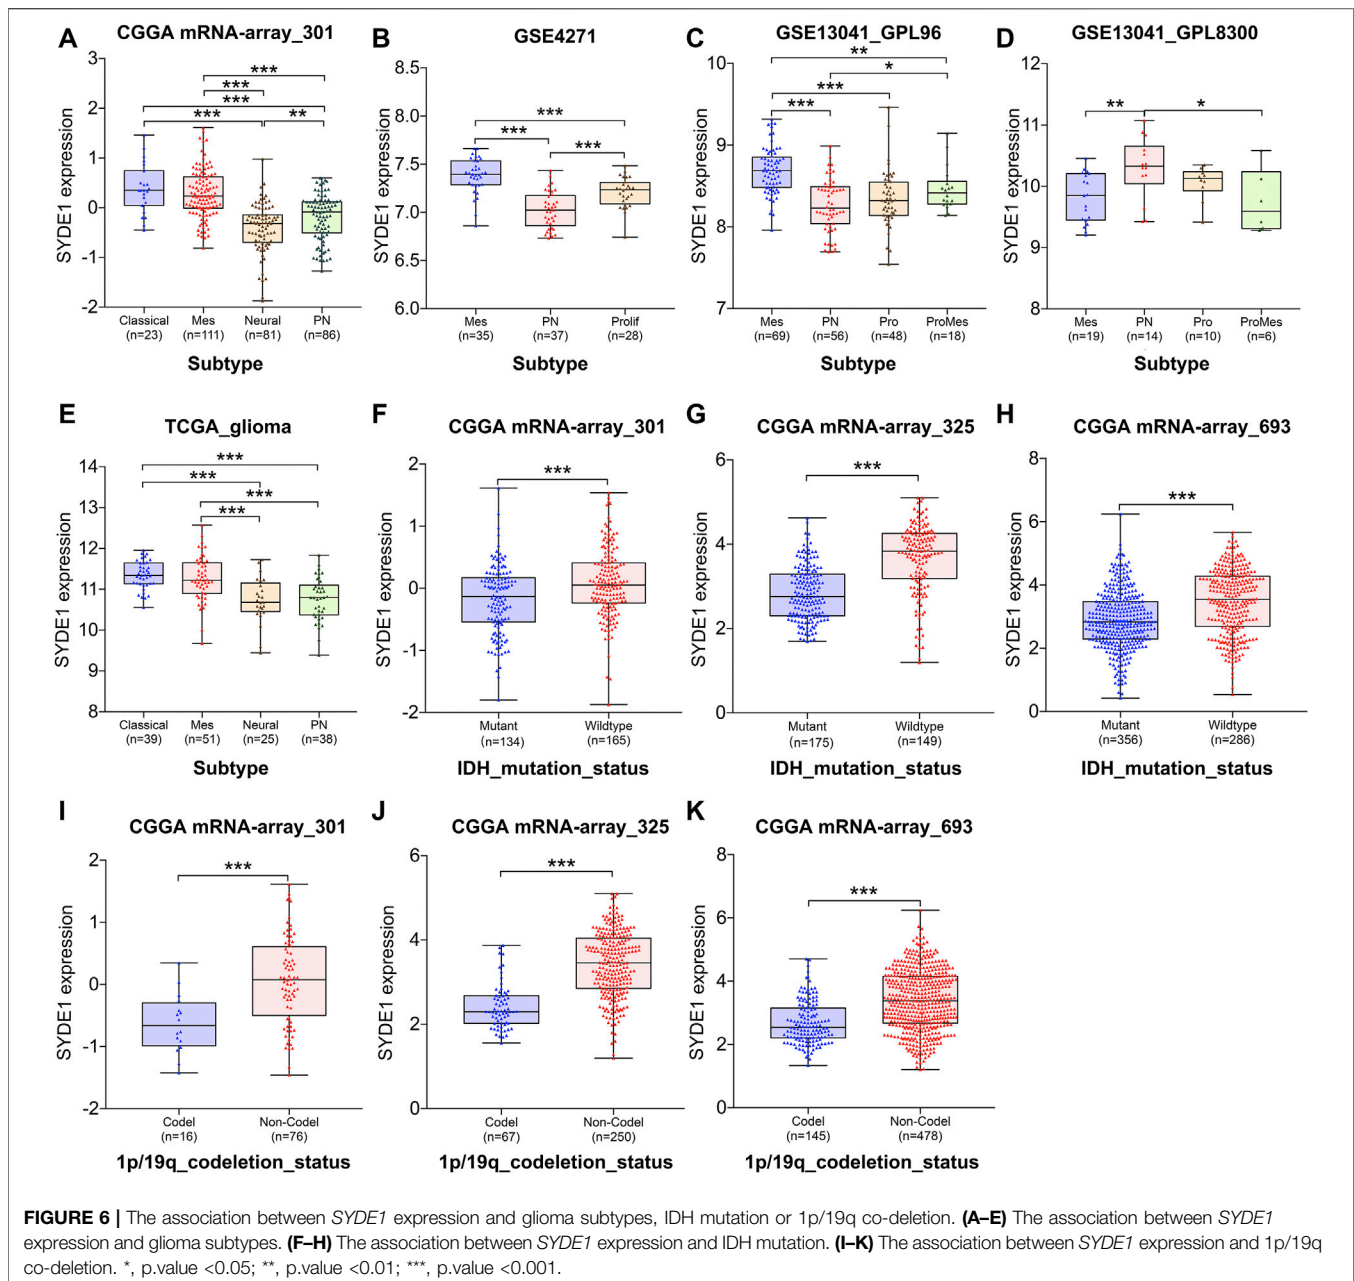 A
CGGA mRNA-array_301
SYDE1 expression
3
2
1
0
-1
-2
***
***
***
***
**
Classical Mes Neural PN
(n=23) (n=111) (n=81) (n=86)
Subtype
B
GSE4271
SYDE1 expression
8.5
8.0
7.5
7.0
6.5
6.0
***
***
***
Mes PN Prolif
(n=35) (n=37) (n=28)
Subtype
C
GSE13041_GPL96
SYDE1 expression
10
9
8
7
**
*
***
***
Mes PN Pro ProMes
(n=69) (n=56) (n=48) (n=18)
Subtype
D
GSE13041_GPL8300
SYDE1 expression
12
11
10
9
8
**
*
Mes PN Pro ProMes
(n=19) (n=14) (n=10) (n=6)
Subtype
E
TCGA_glioma
SYDE1 expression
14
13
12
11
10
9
8
***
***
***
***
Classical Mes Neural PN
(n=39) (n=51) (n=25) (n=38)
Subtype
F
CGGA mRNA-array_301
SYDE1 expression
2
1
0
-1
-2
***
Mutant Wildtype
(n=134) (n=165)
IDH_mutation_status
G
CGGA mRNA-array_325
SYDE1 expression
6
4
2
0
***
Mutant Wildtype
(n=175) (n=149)
IDH_mutation_status
H
CGGA mRNA-array_693
SYDE1 expression
8
6
4
2
0
***
Mutant Wildtype
(n=356) (n=286)
IDH_mutation_status
I
CGGA mRNA-array_301
SYDE1 expression
2
1
0
-1
-2
***
Codel Non-Codel
(n=16) (n=76)
1p/19q_codeletion_status
J
CGGA mRNA-array_325
SYDE1 expression
6
4
2
0
***
Codel Non-Codel
(n=67) (n=250)
1p/19q_codeletion_status
K
CGGA mRNA-array_693
SYDE1 expression
8
6
4
2
0
***
Codel Non-Codel
(n=145) (n=478)
1p/19q_codeletion_status
FIGURE 6 | The association between SYDE1 expression and glioma subtypes, IDH mutation or 1p/19q co-deletion. (A–E) The association between SYDE1
expression and glioma subtypes. (F–H) The association between SYDE1 expression and IDH mutation. (I–K) The association between SYDE1 expression and 1p/19q
co-deletion. *, p.value <0.05; **, p.value <0.01; ***, p.value <0.001.